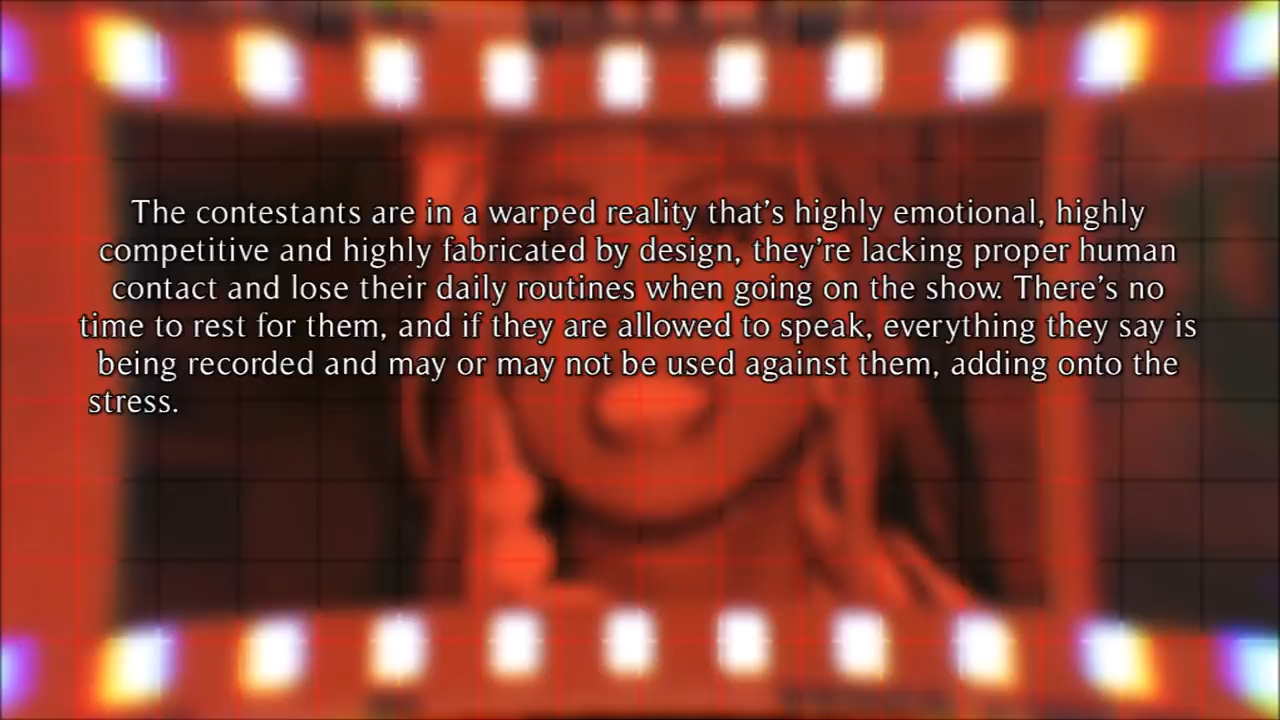 The contestants are in a warped reality that’s highly emotional, highly
competitive and highly fabricated by design, they’re lacking proper human
contact and lose their daily routines when going on the show. There’s no
time to rest for them, and if they are allowed to speak, everything they say is
being recorded and may or may not be used against them, adding onto the
stress.